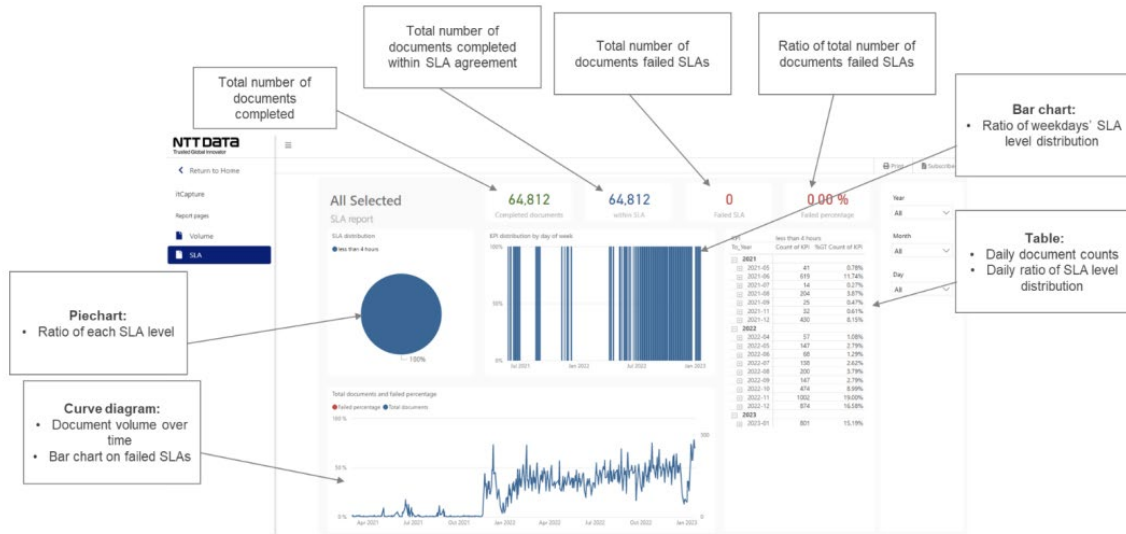 Total number of
documents
completed
Total number of
documents completed
within SLA agreement
Total number of
documents failed SLAs
Ratio of total number of
documents failed SLAs
Bar chart:
• Ratio of weekdays' SLA
level distribution
Table:
• Daily document counts
• Daily ratio of SLA level
distribution
Piechart:
• Ratio of each SLA level
Curve diagram:
• Document volume over
time
• Bar chart on failed SLAs
NTT DATA
Trusted Global Innovator
Return to Home
itCapture
Report pages
Volume
SLA
Print
Subscribe
All Selected
SLA report
64,812
Completed documents
64,812
within SLA
0
Failed SLA
0.00 %
Failed percentage
Year
All
Month
All
Day
All
SLA distribution
less than 4 hours
100%
KPI distribution by day of week
100%
50%
0%
Jul 2021 Jan 2022 Jul 2022 Jan 2023
KPI less than 4 hours
To_Year Count of KPI %GT Count of KPI
2021
2021-05 41 0.78%
2021-06 619 11.74%
2021-07 14 0.27%
2021-08 204 3.87%
2021-09 25 0.47%
2021-11 32 0.61%
2021-12 430 8.15%
2022
2022-04 57 1.08%
2022-05 147 2.79%
2022-06 68 1.29%
2022-07 138 2.62%
2022-08 200 3.79%
2022-09 147 2.79%
2022-10 474 8.99%
2022-11 1002 19.00%
2022-12 874 16.58%
2023
2023-01 801 15.19%
Total documents and failed percentage
Failed percentage Total documents
100 %
50 %
0 %
500
0
Apr 2021 Jul 2021 Oct 2021 Jan 2022 Apr 2022 Jul 2022 Oct 2022 Jan 2023